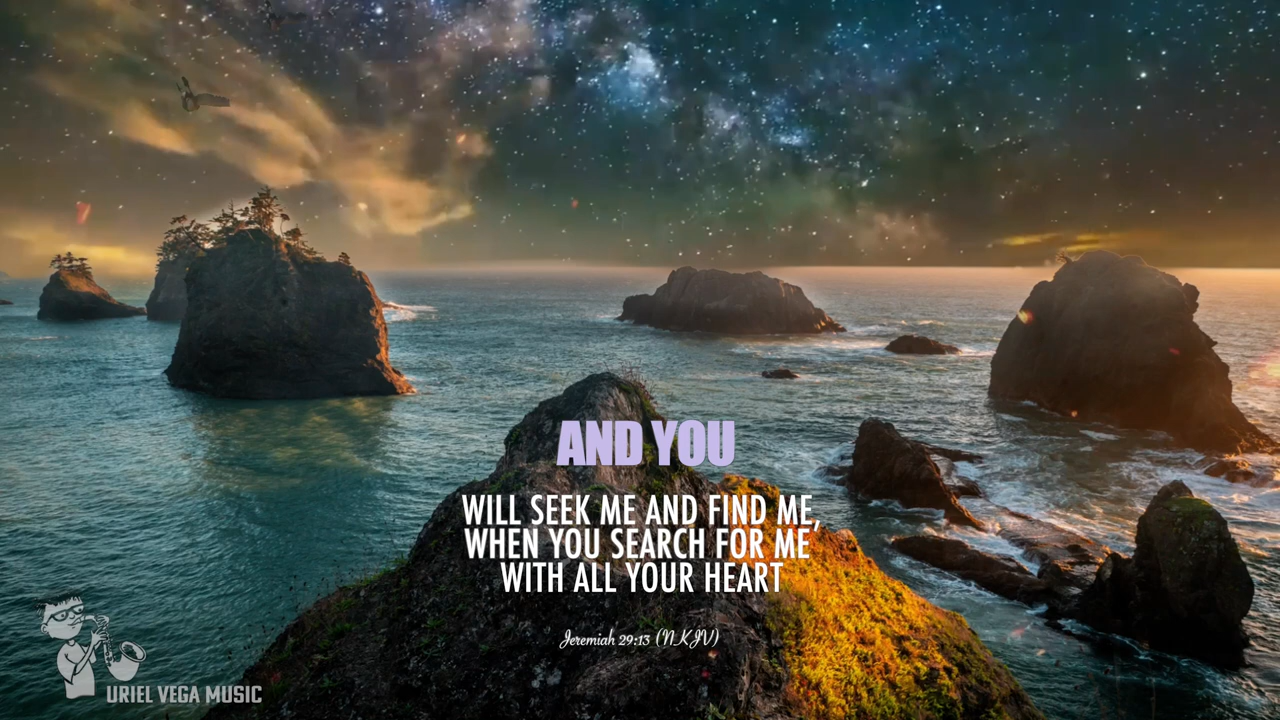 AND YOU
WILL SEEK ME AND FIND ME,
WHEN YOU SEARCH FOR ME
WITH ALL YOUR HEART
Jeremiah 29:13 (NKJV)
URIEL VEGA MUSIC